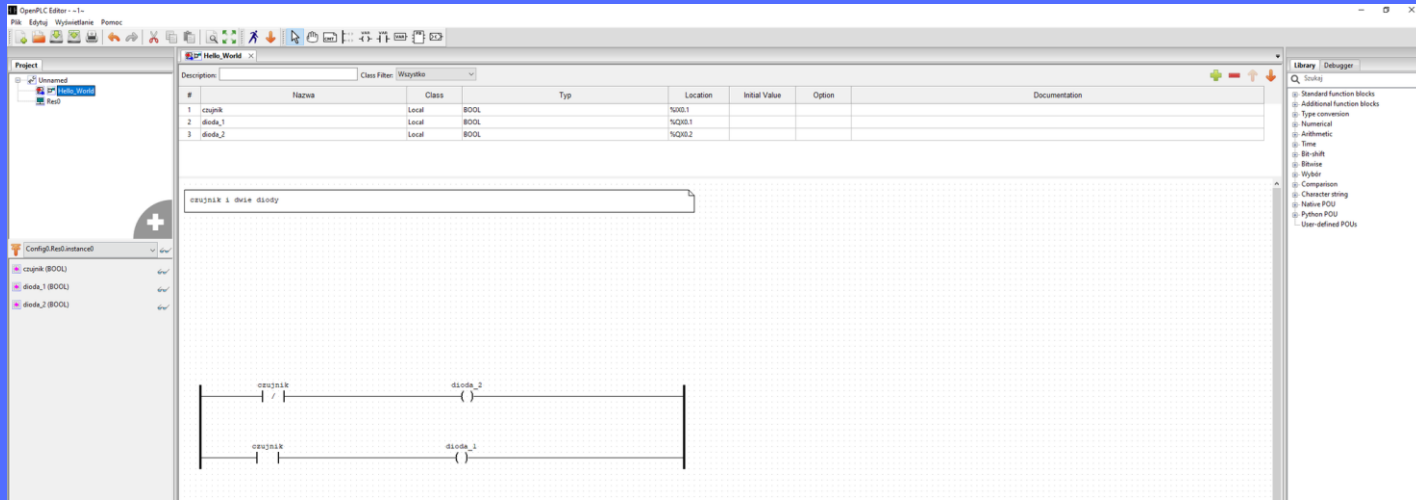 OpenPLC Editor - ~1~
Plik Edytuj Wyświetlanie Pomoc
Hello_World
Project
Unnamed
Hello_World
Res0
Config0.Res0.instance0
czujnik (BOOL)
dioda_1 (BOOL)
dioda_2 (BOOL)
Description: Class Filter: Wszystko
# Nazwa Class Typ Location Initial Value Option Documentation
1 czujnik Local BOOL %IX0.1
2 dioda_1 Local BOOL %QX0.1
3 dioda_2 Local BOOL %QX0.2
czujnik i dwie diody
czujnik dioda_2
czujnik dioda_1
Library Debugger
Szukaj
Standard function blocks
Additional function blocks
Type conversion
Numerical
Arithmetic
Time
Bit-shift
Bitwise
Wybór
Comparison
Character string
Native POU
Python POU
User-defined POUs